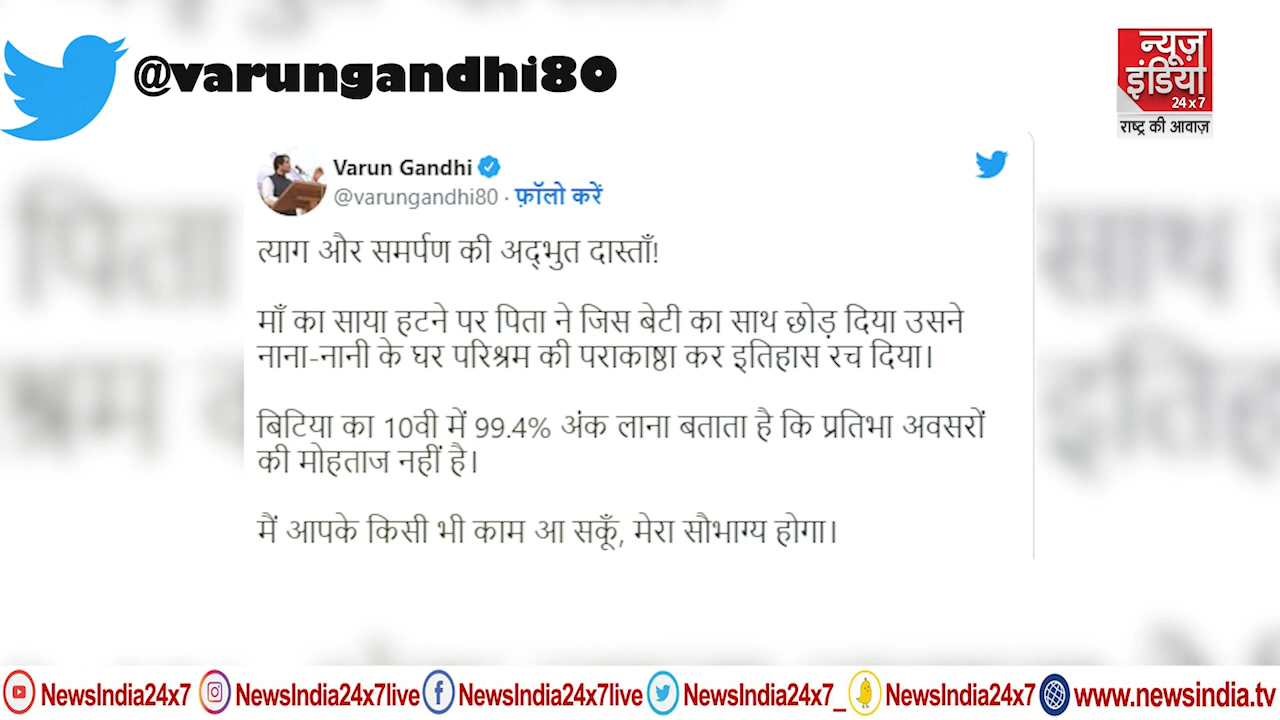 @varungandhi80
न्यूज़
इंडिया
24x7
राष्ट्र की आवाज़
Varun Gandhi
@varungandhi80 · फ़ॉलो करें
त्याग और समर्पण की अद्भुत दास्ताँ!
माँ का साया हटने पर पिता ने जिस बेटी का साथ छोड़ दिया उसने
नाना-नानी के घर परिश्रम की पराकाष्ठा कर इतिहास रच दिया।
बिटिया का 10वी में 99.4% अंक लाना बताता है कि प्रतिभा अवसरों
की मोहताज नहीं है।
मैं आपके किसी भी काम आ सकूँ, मेरा सौभाग्य होगा।
पिता
साथ
श्रम
NewsIndia24x7 NewsIndia24x7live NewsIndia24x7live NewsIndia24x7_ NewsIndia24x7 www.newsindia.tv